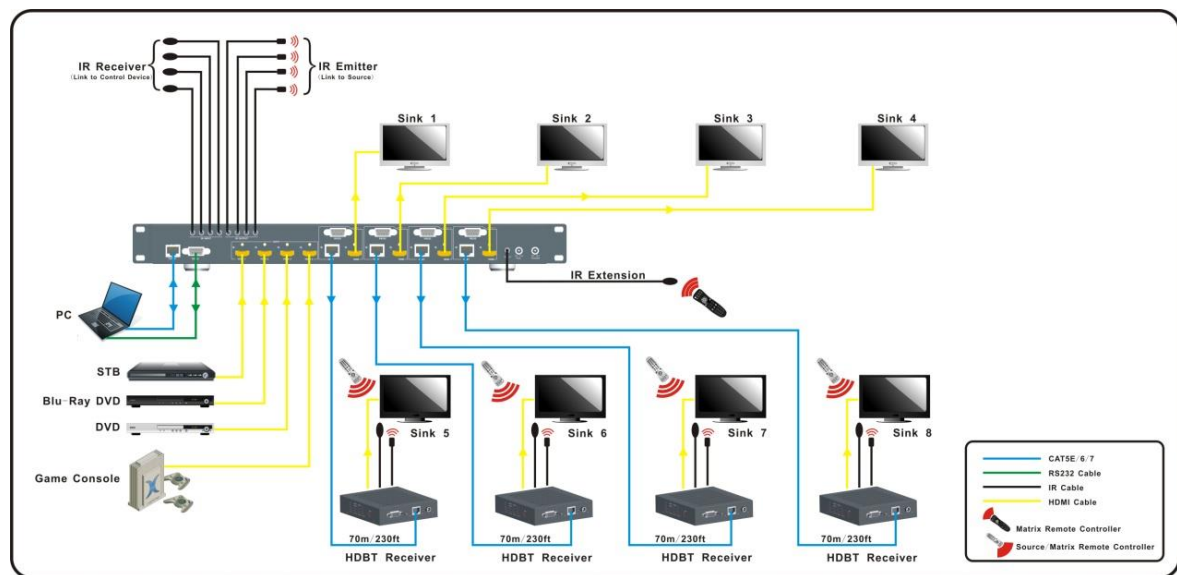 IR Receiver
(Link to Control Device)
IR Emitter
(Link to Source)
Sink 1
Sink 2
Sink 3
Sink 4
IR Extension
PC
STB
Blu-Ray DVD
DVD
Game Console
Sink 5
Sink 6
Sink 7
Sink 8
70m/230ft
HDBT Receiver
70m/230ft
HDBT Receiver
70m/230ft
HDBT Receiver
70m/230ft
HDBT Receiver
CAT5E/6/7
RS232 Cable
IR Cable
HDMI Cable
Matrix Remote Controller
Source/Matrix Remote Controller